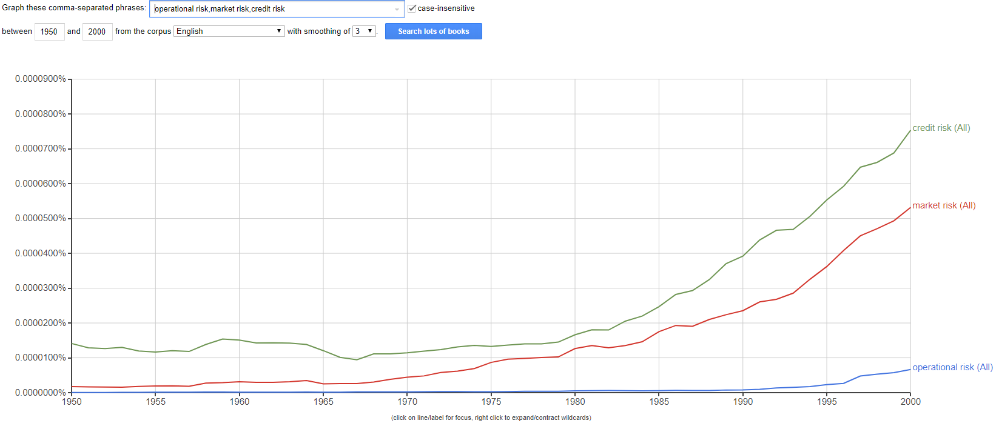 Graph these comma-separated phrases: operational risk,market risk,credit risk case-insensitive
between 1950 and 2000 from the corpus English with smoothing of 3 . Search lots of books
0.0000900%
0.0000800%
0.0000700%
0.0000600%
0.0000500%
0.0000400%
0.0000300%
0.0000200%
0.0000100%
0.0000000%
credit risk (All)
market risk (All)
operational risk (All)
1950 1955 1960 1965 1970 1975 1980 1985 1990 1995 2000
(click on line/label for focus, right click to expand/contract wildcards)